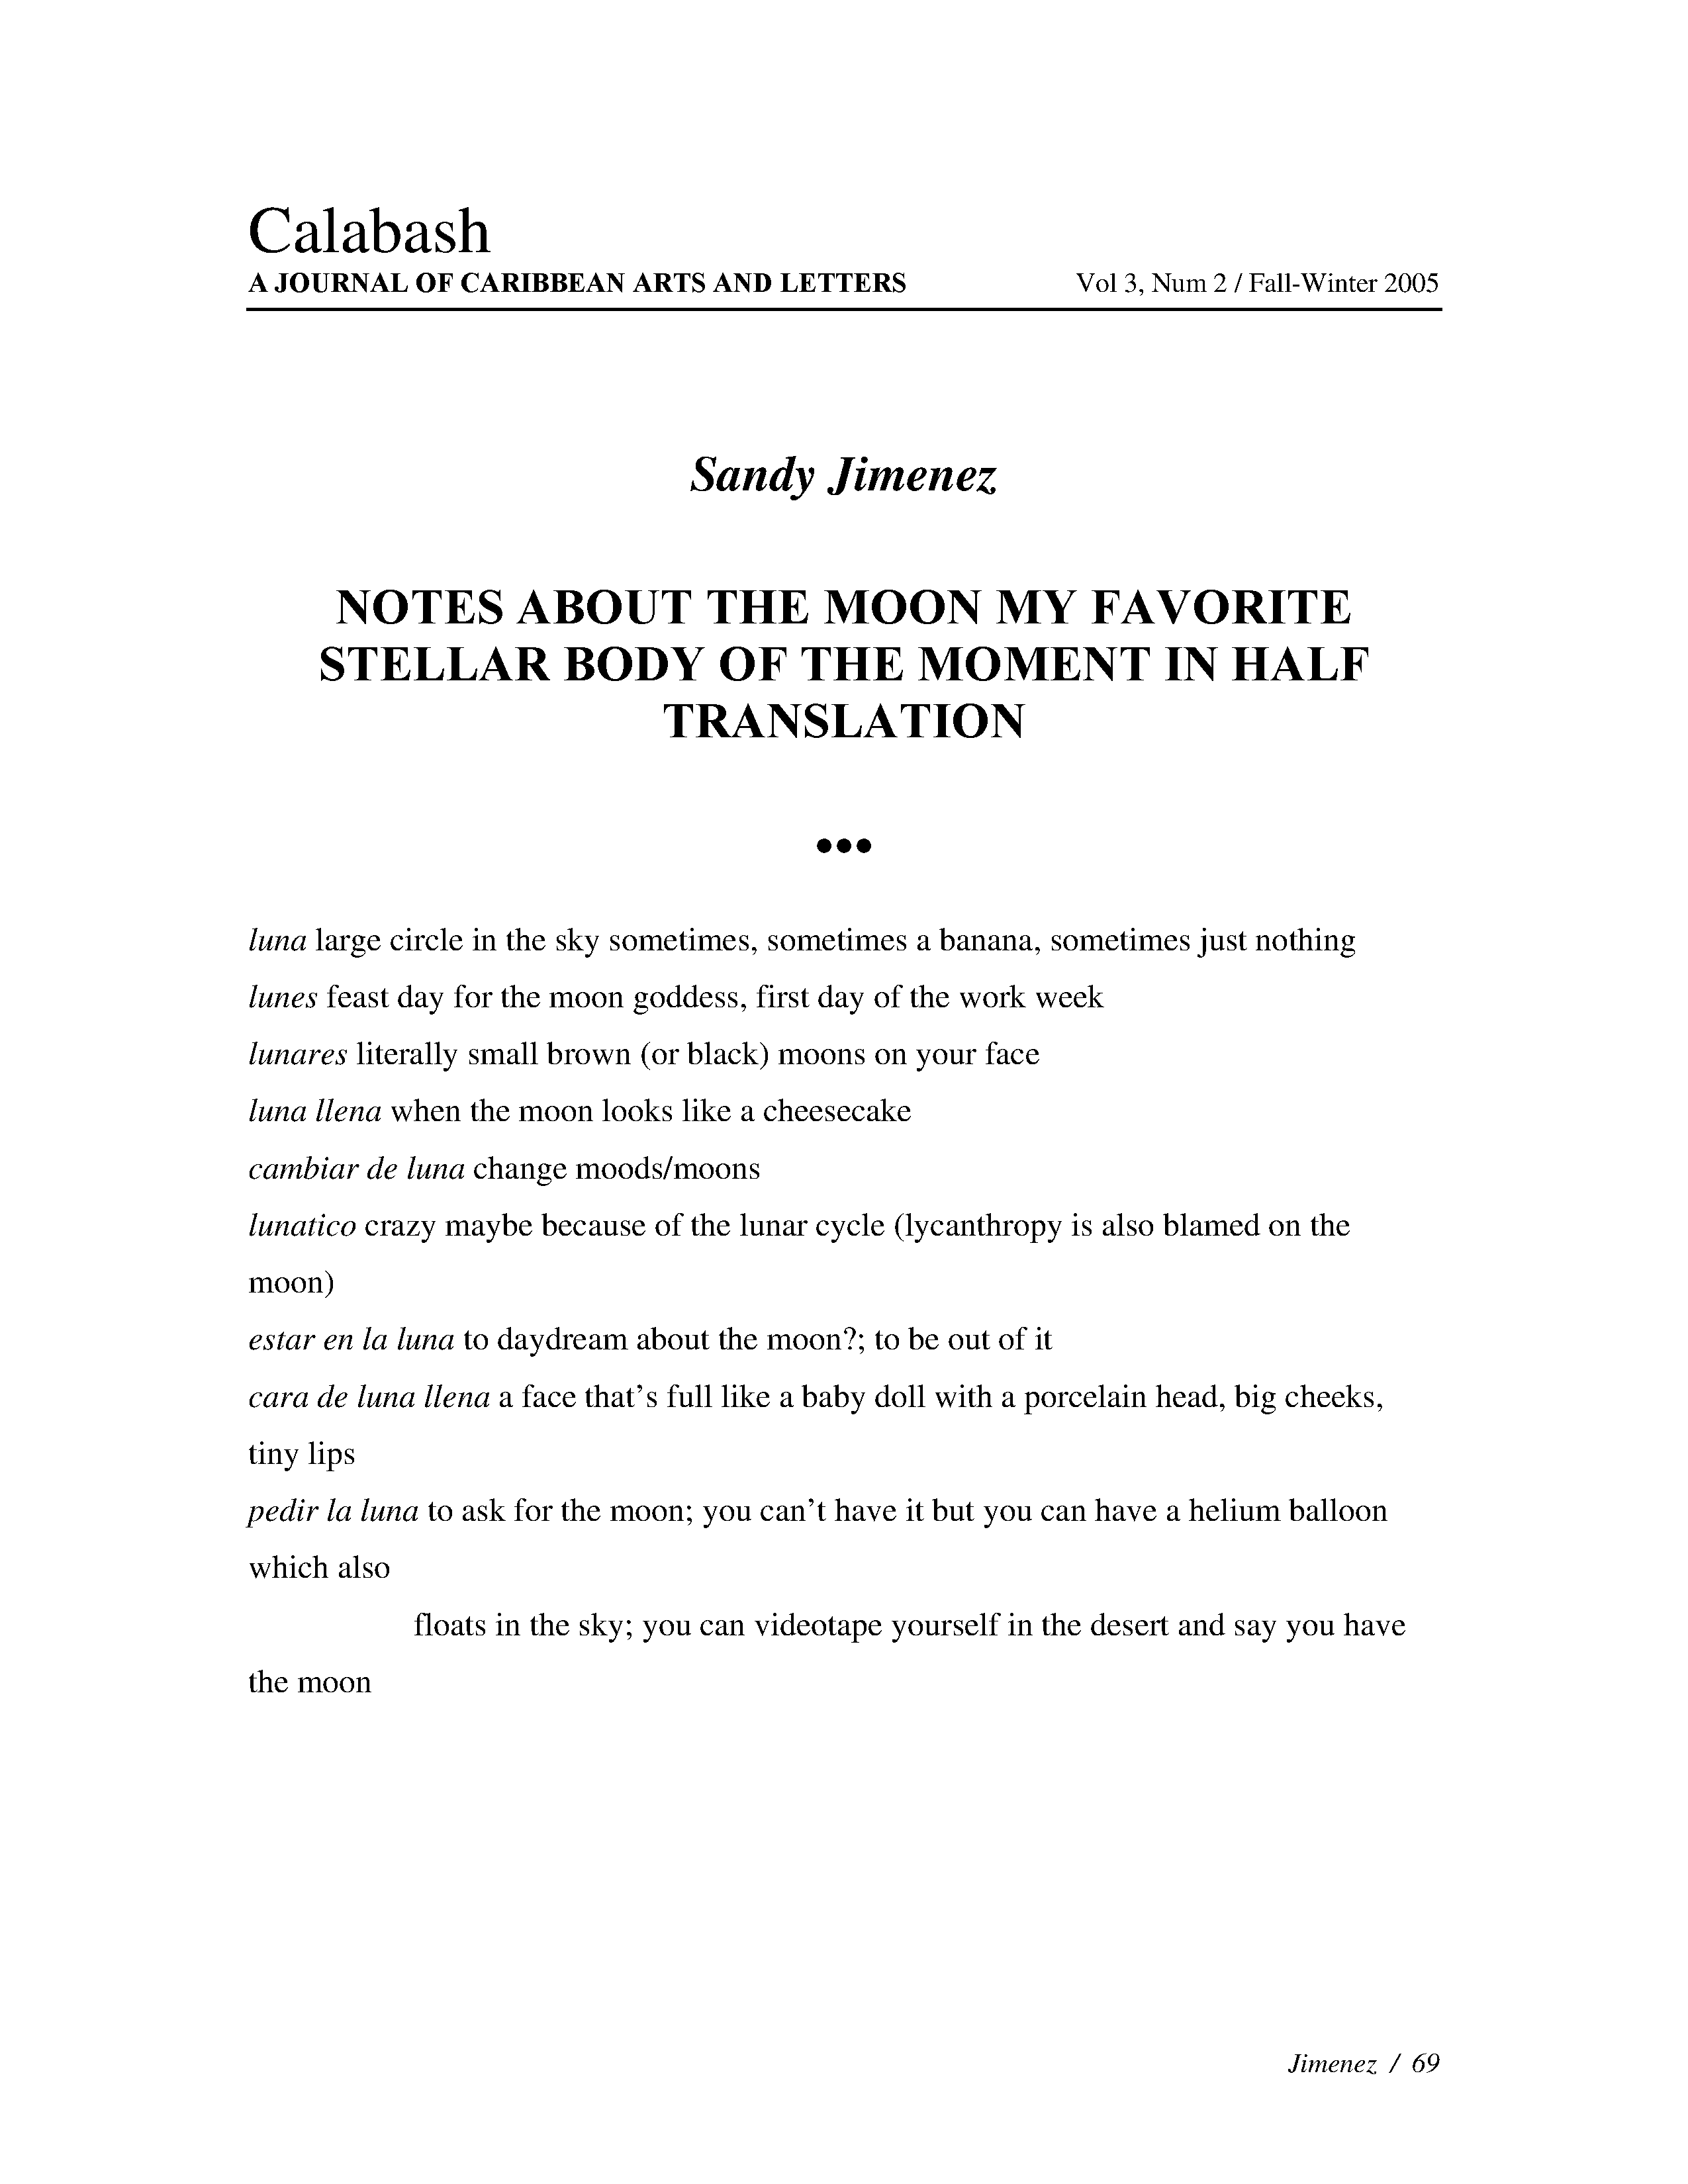 Calabash
A JOURNAL OF CARIBBEAN ARTS AND LETTERS Vol 3, Num 2 / Fall-Winter 2005
Sandy Jimenez
NOTES ABOUT THE MOON MY FAVORITE
STELLAR BODY OF THE MOMENT IN HALF
TRANSLATION
●●●
luna large circle in the sky sometimes, sometimes a banana, sometimes just nothing
lunes feast day for the moon goddess, first day of the work week
lunares literally small brown (or black) moons on your face
luna llena when the moon looks like a cheesecake
cambiar de luna change moods/moons
lunatico crazy maybe because of the lunar cycle (lycanthropy is also blamed on the
moon)
estar en la luna to daydream about the moon?; to be out of it
cara de luna llena a face that’s full like a baby doll with a porcelain head, big cheeks,
tiny lips
pedir la luna to ask for the moon; you can’t have it but you can have a helium balloon
which also
floats in the sky; you can videotape yourself in the desert and say you have
the moon
Jimenez / 69